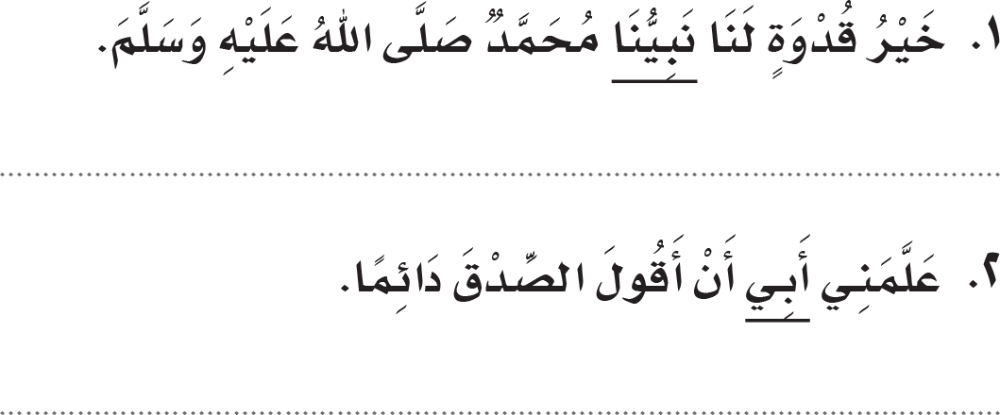 ١. خَيْرُ قُدْوَةٍ لَنَا نَبِيُّنَا مُحَمَّدٌ صَلَّى اللهُ عَلَيْهِ وَسَلَّمَ.
٢. عَلَّمَنِي أَبِي أَنْ أَقُولَ الصِّدْقَ دَائِمًا.